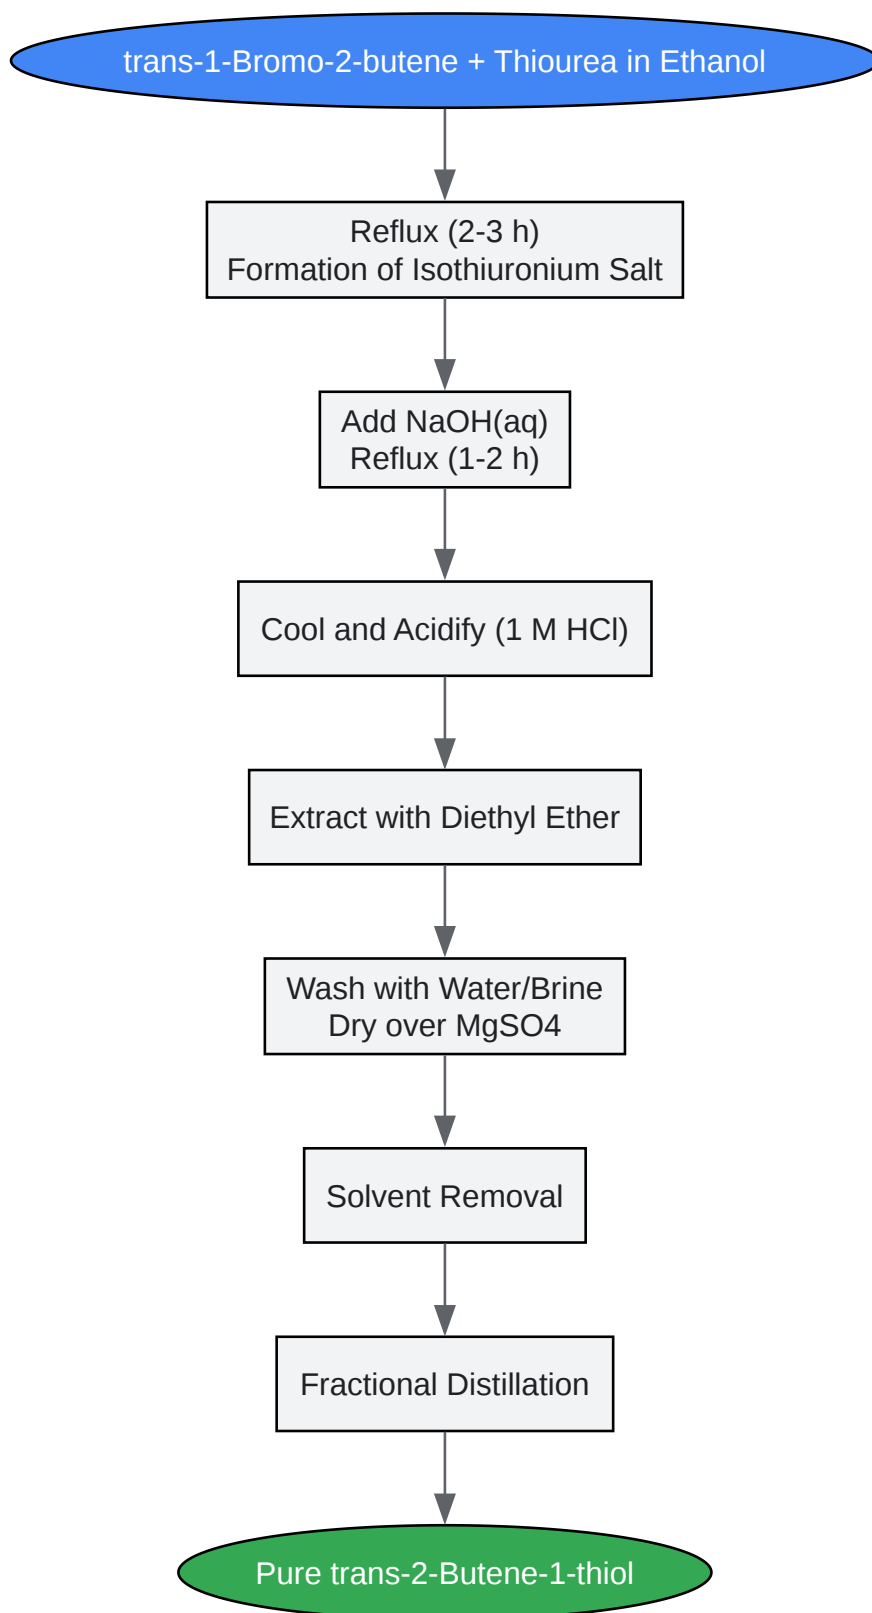 trans-1-Bromo-2-butene + Thiourea in Ethanol
Reflux (2-3 h)
Formation of Isothiuronium Salt
Add NaOH(aq)
Reflux (1-2 h)
Cool and Acidify (1 M HCl)
Extract with Diethyl Ether
Wash with Water/Brine
Dry over MgSO4
Solvent Removal
Fractional Distillation
Pure trans-2-Butene-1-thiol